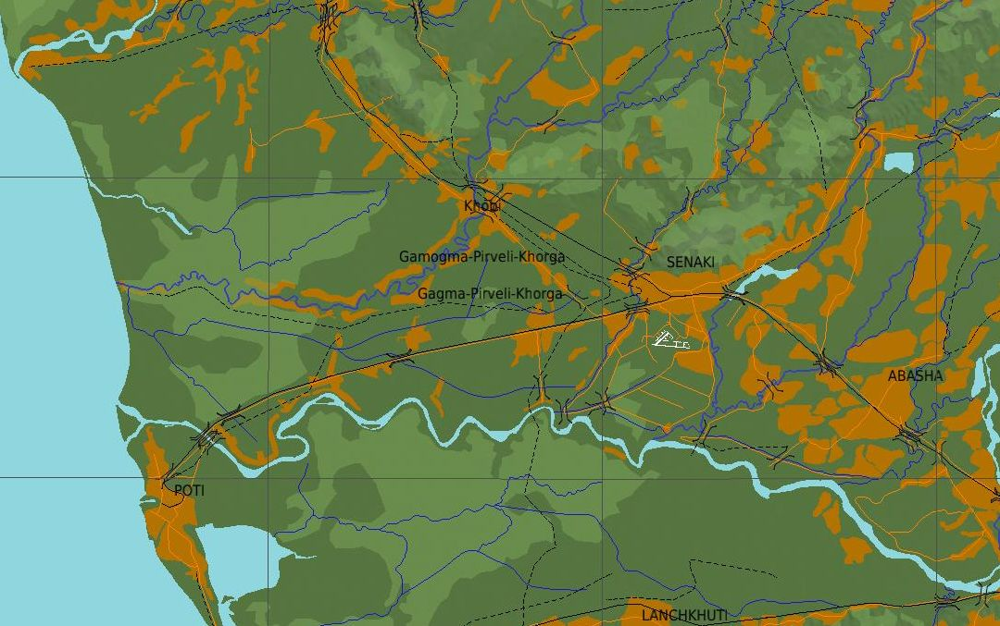 Khobi
Gamogma-Pirveli-Khorga
SENAKI
Gagma-Pirveli-Khorga
ABASHA
POTI
LANCHKHUTI